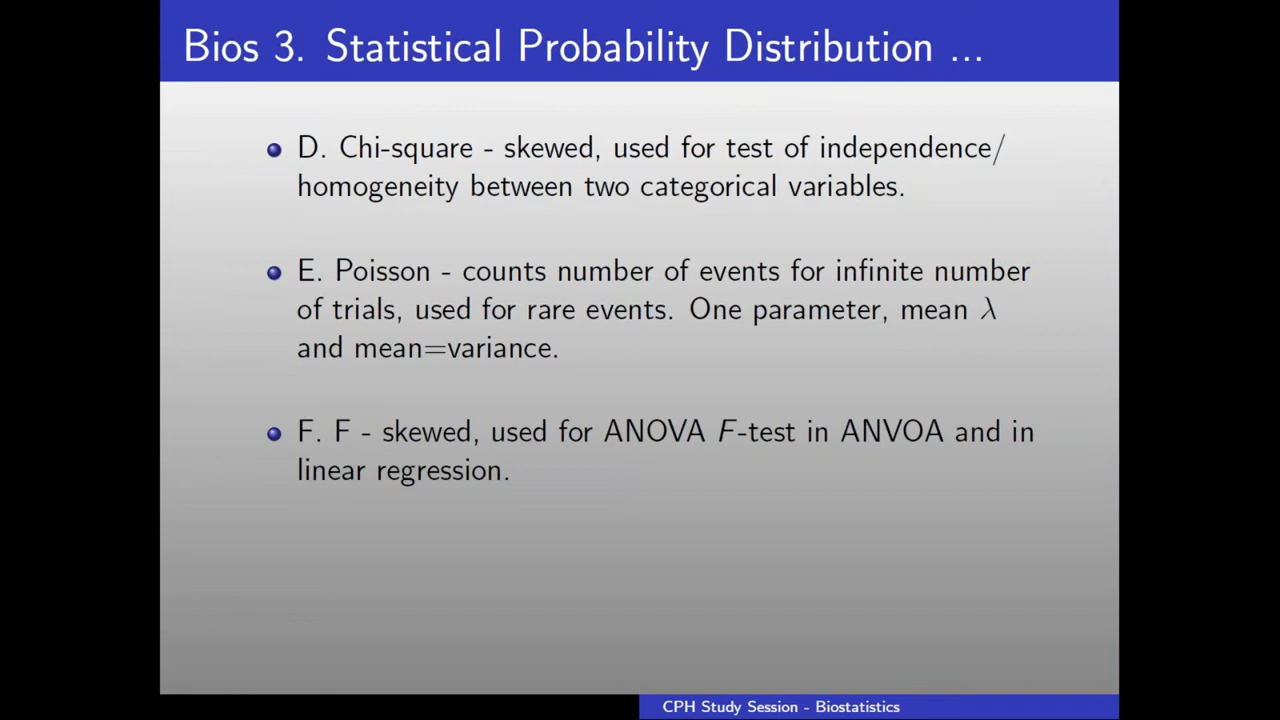 Bios 3. Statistical Probability Distribution ...
D. Chi-square - skewed, used for test of independence/
homogeneity between two categorical variables.
E. Poisson - counts number of events for infinite number
of trials, used for rare events. One parameter, mean λ
and mean=variance.
F. F - skewed, used for ANOVA F-test in ANVOA and in
linear regression.
CPH Study Session - Biostatistics